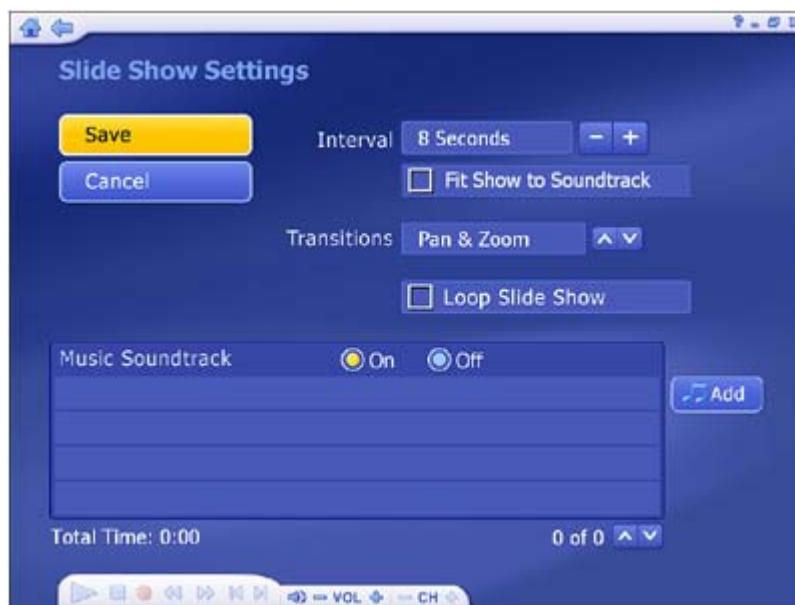 Slide Show Settings
Save
Interval 8 Seconds - +
Cancel
Fit Show to Soundtrack
Transitions Pan & Zoom
Loop Slide Show
Music Soundtrack On Off
Add
Total Time: 0:00 0 of 0
VOL CH